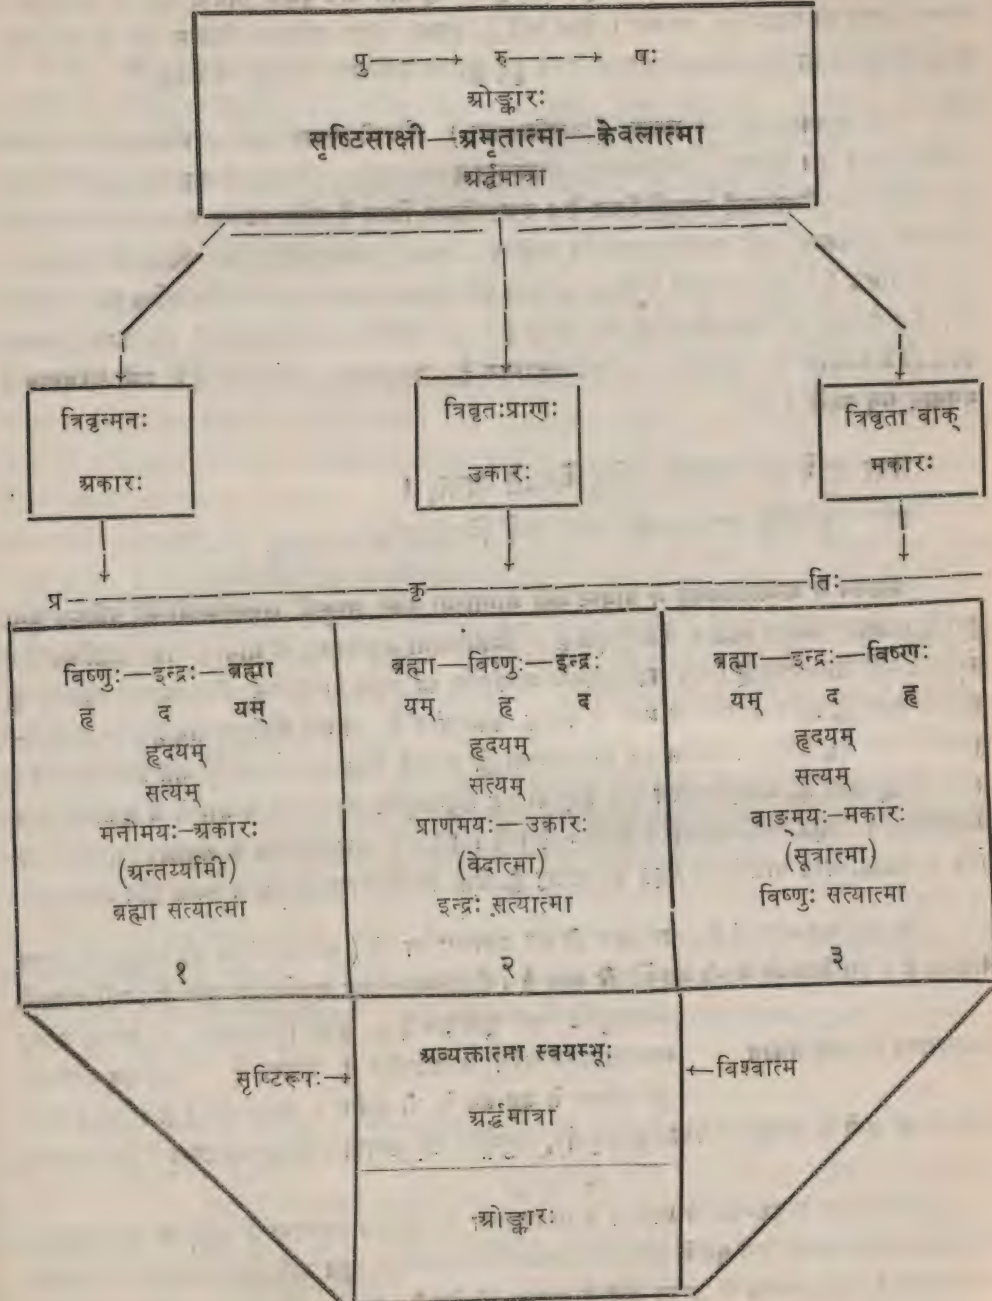 पु----→ रु---→ षः
ओङ्कारः
सृष्टिसाक्षी—अमृतात्मा—केवलात्मा
अर्द्धमात्रा
त्रिवृन्मनः
अकारः
त्रिवृतःप्राणः
उकारः
त्रिवृता वाक्
मकारः
प्र————कृ————तिः
विष्णुः—इन्द्रः—ब्रह्मा
हृ द यम्
हृदयम्
सत्यम्
मनोमयः-अकारः
(अन्तर्य्यामी)
ब्रह्मा सत्यात्मा
१
ब्रह्मा—विष्णुः—इन्द्रः
यम् हृ द
हृदयम्
सत्यम्
प्राणमयः—उकारः
(वेदात्मा)
इन्द्रः सत्यात्मा
२
ब्रह्मा—इन्द्रः—विष्णः
यम् द हृ
हृदयम्
सत्यम्
वाङ्मयः-मकारः
(सूत्रात्मा)
विष्णुः सत्यात्मा
३
सृष्टिरूपः→
अव्यक्तात्मा स्वयम्भूः
←विश्वात्म
अर्द्धमात्रा
ओङ्कारः